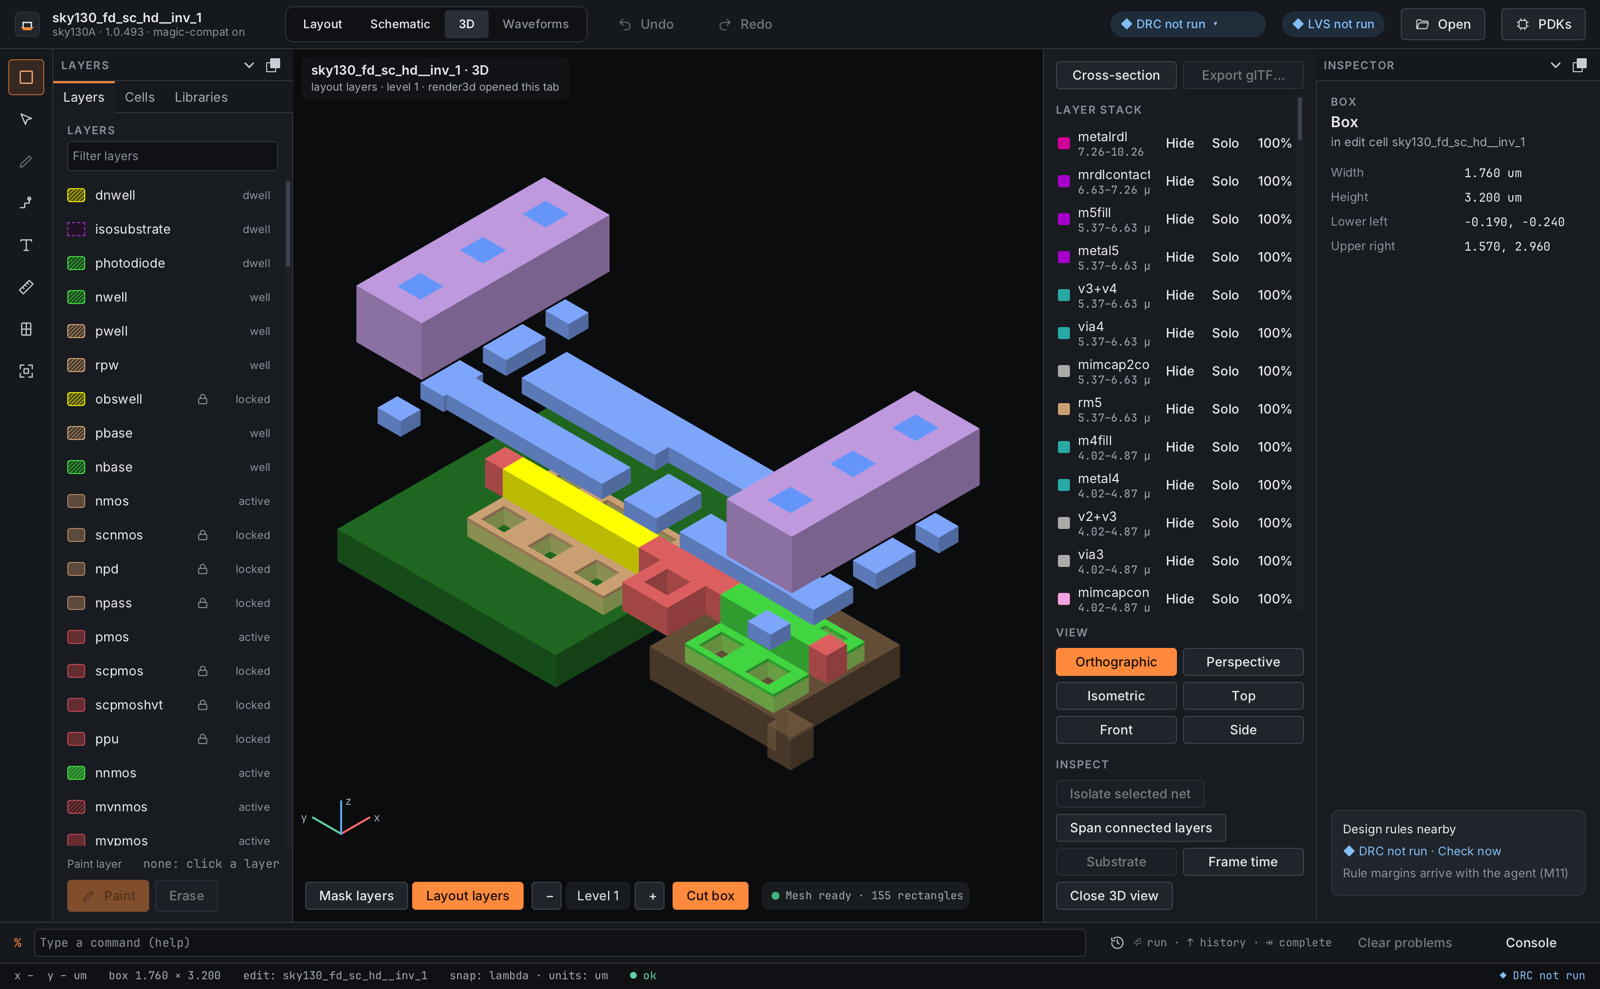 sky130_fd_sc_hd__inv_1
sky130A · 1.0.493 · magic-compat on
Layout
Schematic
3D
Waveforms
Undo
Redo
DRC not run
LVS not run
Open
PDKs
LAYERS
Layers
Cells
Libraries
LAYERS
Filter layers
dnwell dwell
isosubstrate dwell
photodiode dwell
nwell well
pwell well
rpw well
obswell locked
pbase well
nbase well
nmos active
scnmos locked
npd locked
npass locked
pmos active
scpmos locked
scpmoshvt locked
ppu locked
nnmos active
mvnmos active
mvpmos active
Paint layer none: click a layer
Paint
Erase
sky130_fd_sc_hd__inv_1 · 3D
layout layers · level 1 · render3d opened this tab
z
y
x
Mask layers
Layout layers
−
Level 1
+
Cut box
Mesh ready · 155 rectangles
Cross-section
Export glTF...
LAYER STACK
metalrdl Hide Solo 100%
7.26–10.26
mrdlcontact Hide Solo 100%
6.63–7.26 µ
m5fill Hide Solo 100%
5.37–6.63 µ
metal5 Hide Solo 100%
5.37–6.63 µ
v3+v4 Hide Solo 100%
5.37–6.63 µ
via4 Hide Solo 100%
5.37–6.63 µ
mimcap2co Hide Solo 100%
5.37–6.63 µ
rm5 Hide Solo 100%
5.37–6.63 µ
m4fill Hide Solo 100%
4.02–4.87 µ
metal4 Hide Solo 100%
4.02–4.87 µ
v2+v3 Hide Solo 100%
4.02–4.87 µ
via3 Hide Solo 100%
4.02–4.87 µ
mimcapcon Hide Solo 100%
4.02–4.87 µ
VIEW
Orthographic
Perspective
Isometric
Top
Front
Side
INSPECT
Isolate selected net
Span connected layers
Substrate
Frame time
Close 3D view
INSPECTOR
BOX
Box
in edit cell sky130_fd_sc_hd__inv_1
Width 1.760 um
Height 3.200 um
Lower left -0.190, -0.240
Upper right 1.570, 2.960
Design rules nearby
DRC not run · Check now
Rule margins arrive with the agent (M11)
% Type a command (help)
⏎ run · ↑ history · ⇥ complete
Clear problems
Console
x – y – um box 1.760 × 3.200 edit: sky130_fd_sc_hd__inv_1 snap: lambda · units: um ok
DRC not run